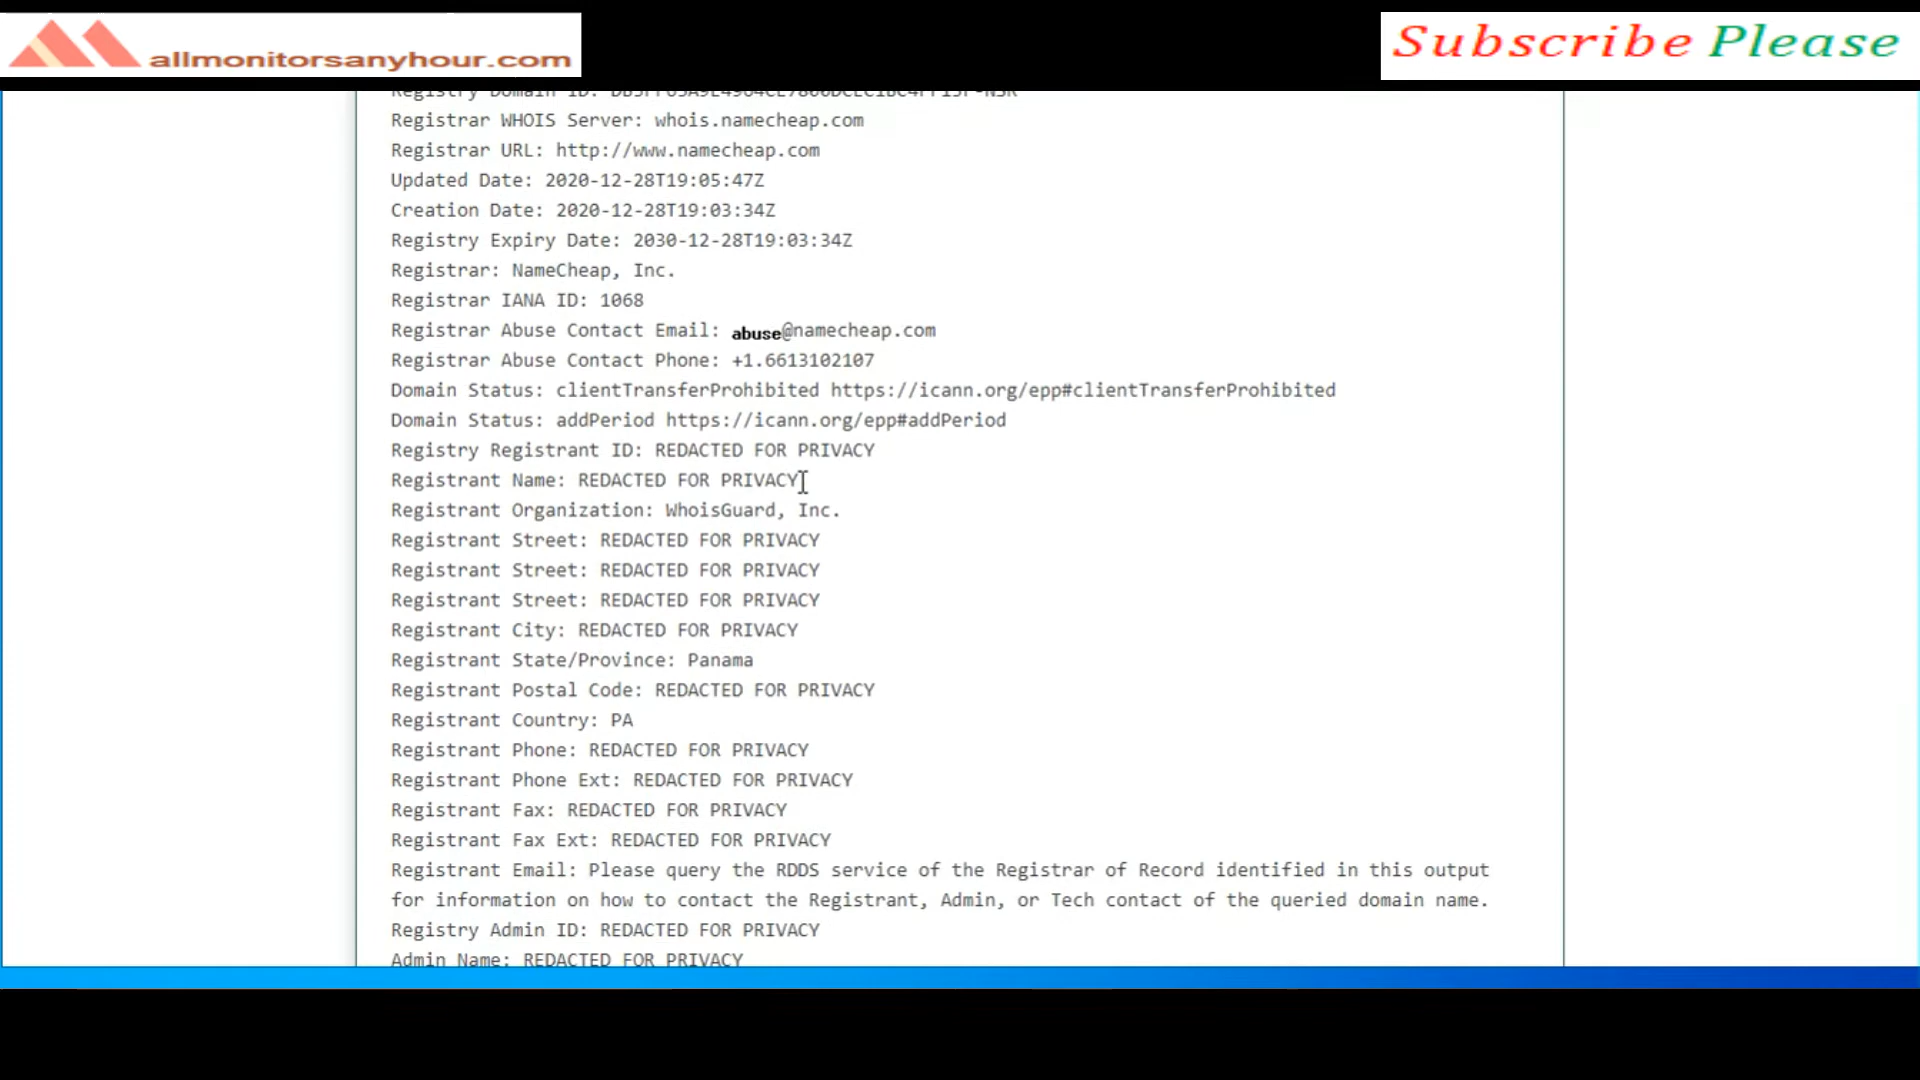 allmonitorsanyhour.com
Subscribe Please
Registry Domain ID:
Registrar WHOIS Server: whois.namecheap.com
Registrar URL: http://www.namecheap.com
Updated Date: 2020-12-28T19:05:47Z
Creation Date: 2020-12-28T19:03:34Z
Registry Expiry Date: 2030-12-28T19:03:34Z
Registrar: NameCheap, Inc.
Registrar IANA ID: 1068
Registrar Abuse Contact Email: abuse@namecheap.com
Registrar Abuse Contact Phone: +1.6613102107
Domain Status: clientTransferProhibited https://icann.org/epp#clientTransferProhibited
Domain Status: addPeriod https://icann.org/epp#addPeriod
Registry Registrant ID: REDACTED FOR PRIVACY
Registrant Name: REDACTED FOR PRIVACY
Registrant Organization: WhoisGuard, Inc.
Registrant Street: REDACTED FOR PRIVACY
Registrant Street: REDACTED FOR PRIVACY
Registrant Street: REDACTED FOR PRIVACY
Registrant City: REDACTED FOR PRIVACY
Registrant State/Province: Panama
Registrant Postal Code: REDACTED FOR PRIVACY
Registrant Country: PA
Registrant Phone: REDACTED FOR PRIVACY
Registrant Phone Ext: REDACTED FOR PRIVACY
Registrant Fax: REDACTED FOR PRIVACY
Registrant Fax Ext: REDACTED FOR PRIVACY
Registrant Email: Please query the RDDS service of the Registrar of Record identified in this output
for information on how to contact the Registrant, Admin, or Tech contact of the queried domain name.
Registry Admin ID: REDACTED FOR PRIVACY
Admin Name: REDACTED FOR PRIVACY